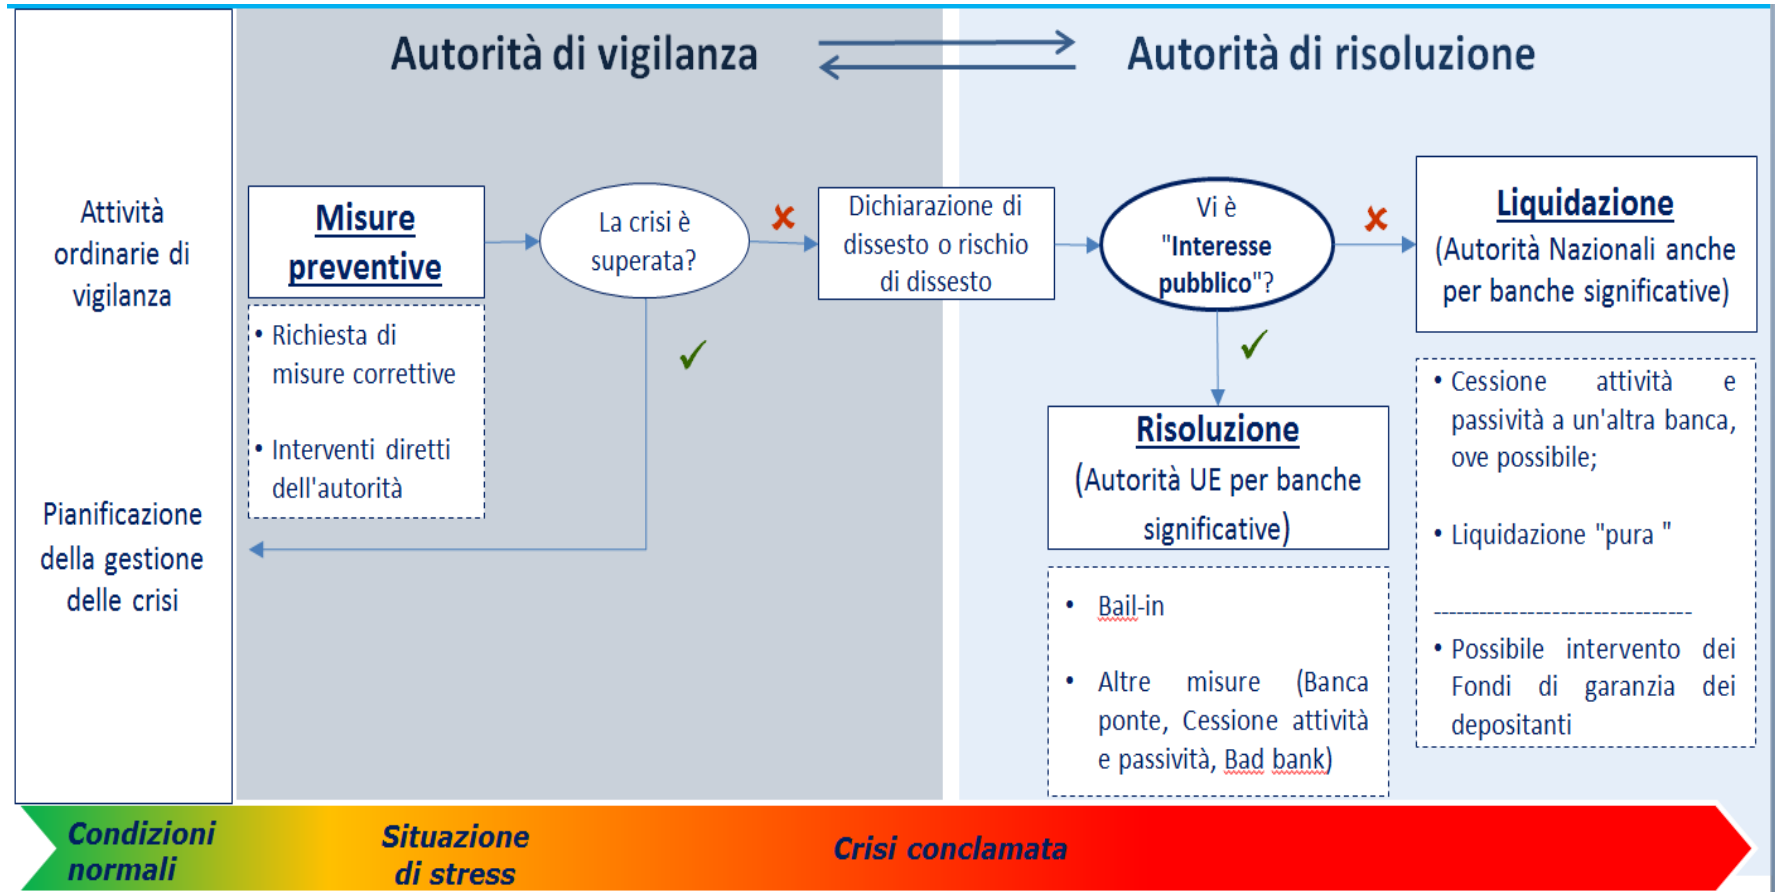 Autorità di vigilanza
Autorità di risoluzione
Attività
ordinarie di
vigilanza
Pianificazione
della gestione
delle crisi
Misure
preventive
• Richiesta di
misure correttive
• Interventi diretti
dell'autorità
La crisi è
superata?
✘
✓
Dichiarazione di
dissesto o rischio
di dissesto
Vi è
"Interesse
pubblico"?
✘
✓
Risoluzione
(Autorità UE per banche
significative)
• Bail-in
• Altre misure (Banca
ponte, Cessione attività
e passività, Bad bank)
Liquidazione
(Autorità Nazionali anche
per banche significative)
• Cessione attività e
passività a un'altra banca,
ove possibile;
• Liquidazione "pura "
--------------------------------
• Possibile intervento dei
Fondi di garanzia dei
depositanti
Condizioni
normali
Situazione
di stress
Crisi conclamata